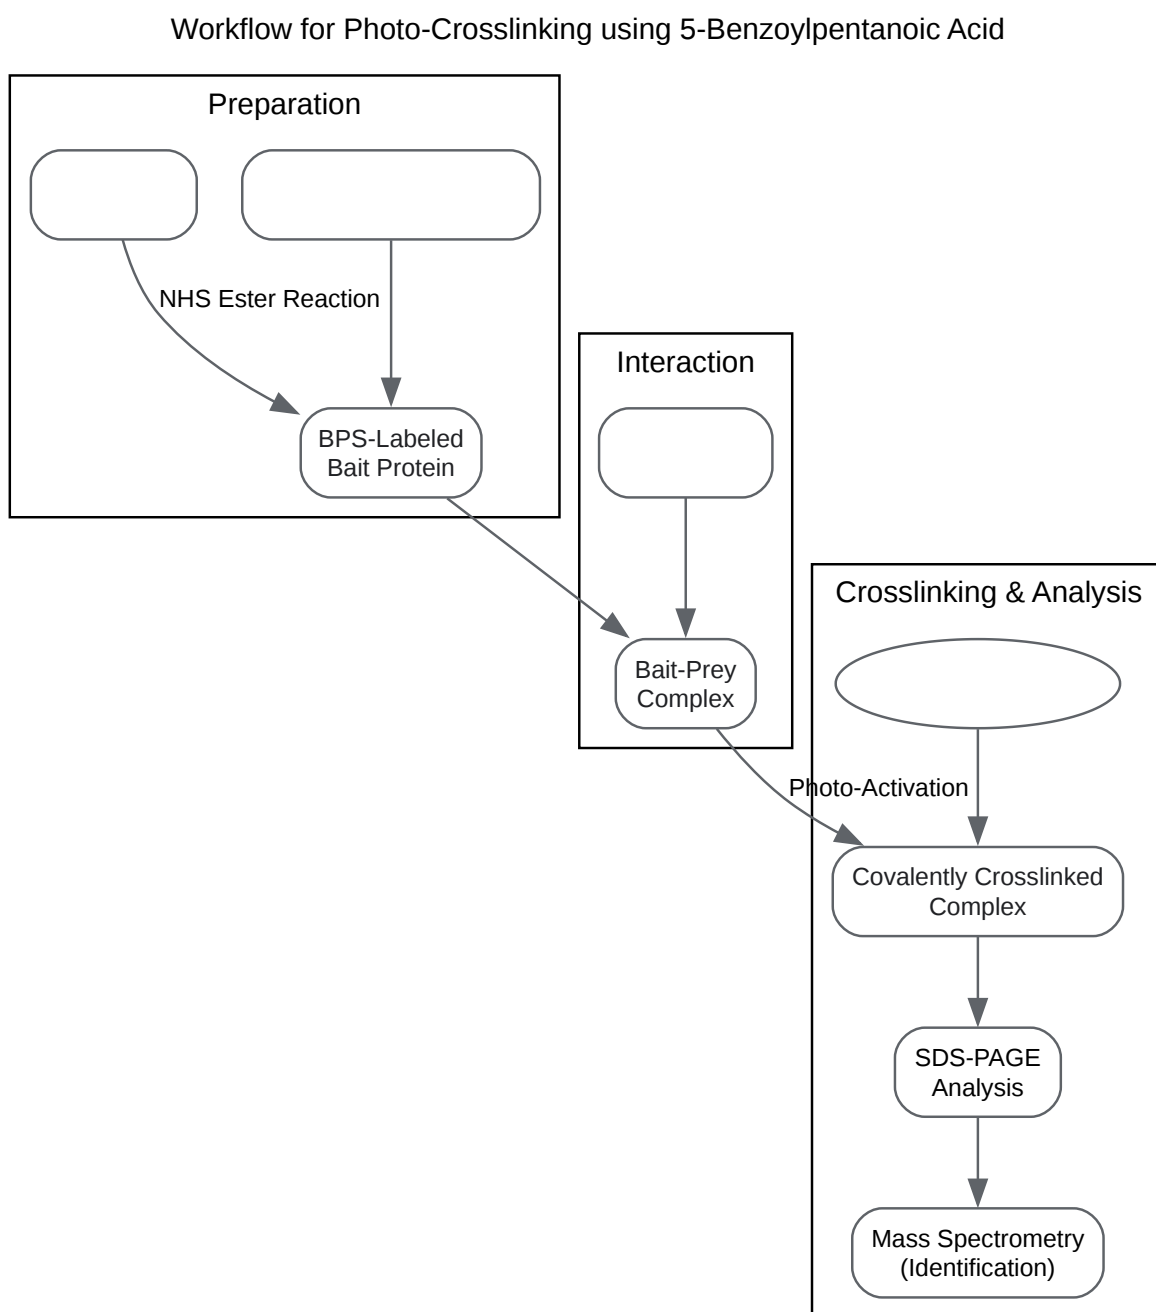 Workflow for Photo-Crosslinking using 5-Benzoylpentanoic Acid
Preparation
NHS Ester Reaction
BPS-Labeled
Bait Protein
Interaction
Bait-Prey
Complex
Crosslinking & Analysis
Photo-Activation
Covalently Crosslinked
Complex
SDS-PAGE
Analysis
Mass Spectrometry
(Identification)